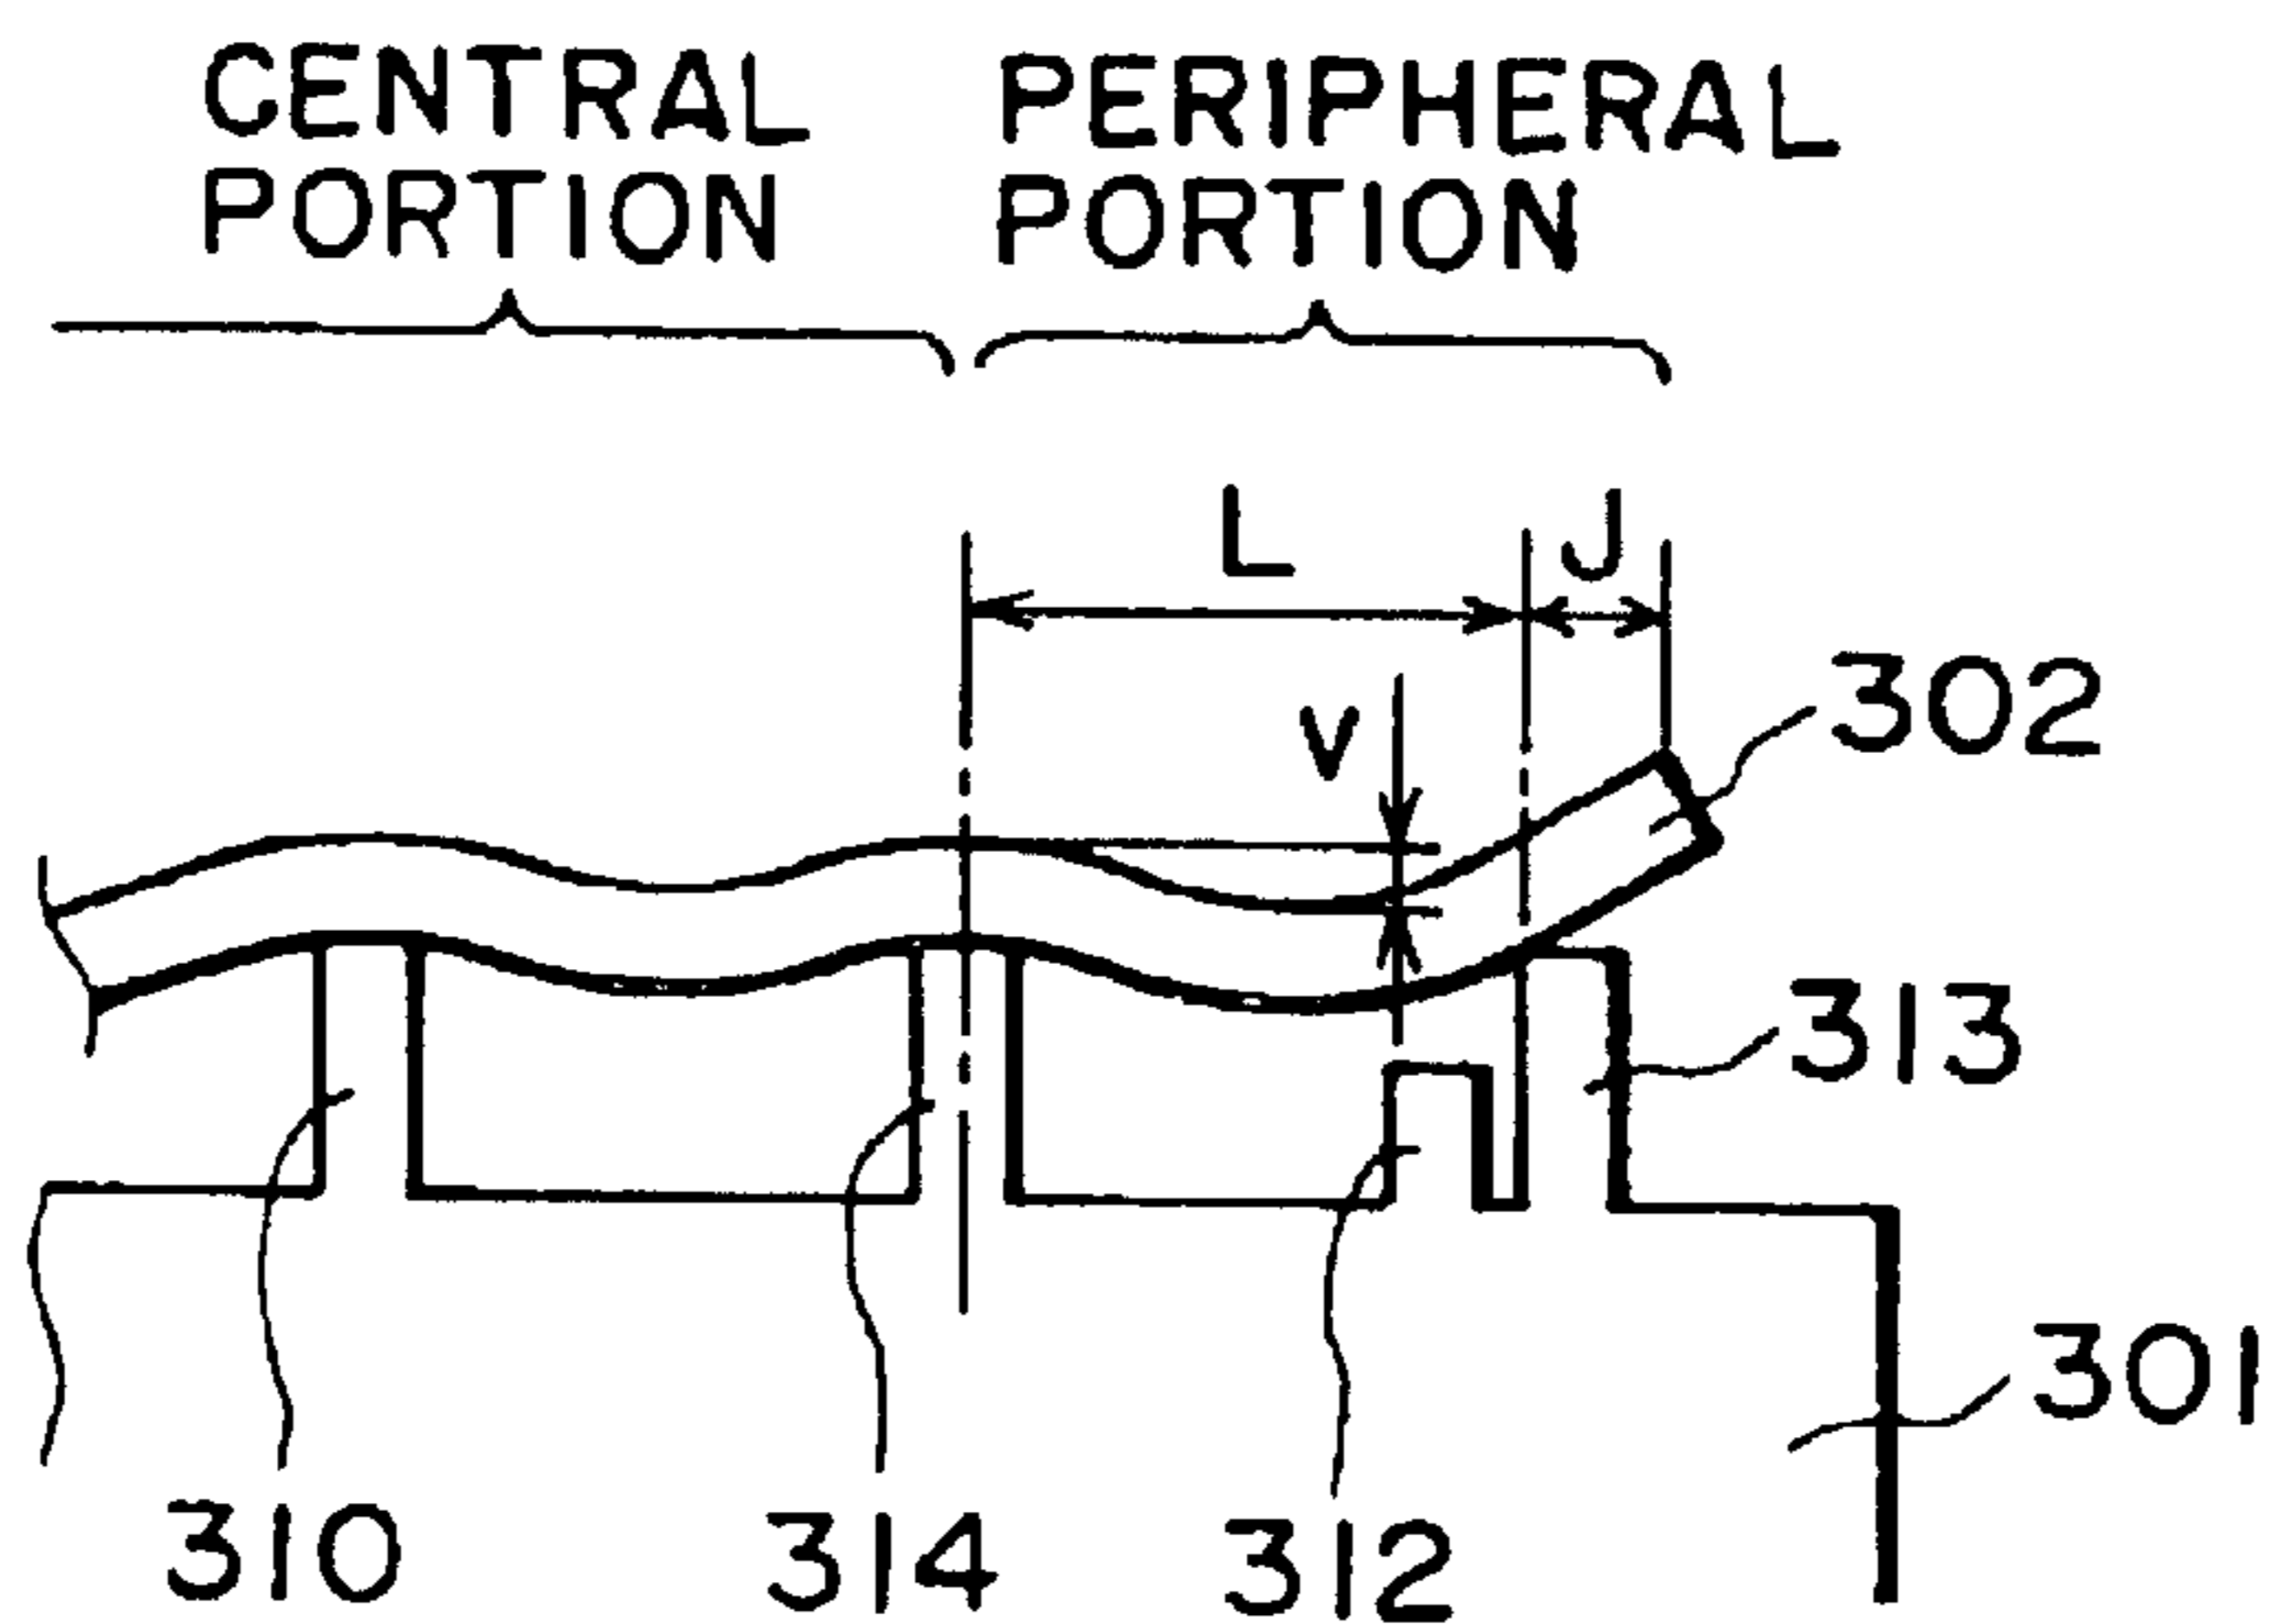 CENTRAL PORTION
PERIPHERAL PORTION
L
J
V
302
313
301
310
314
312